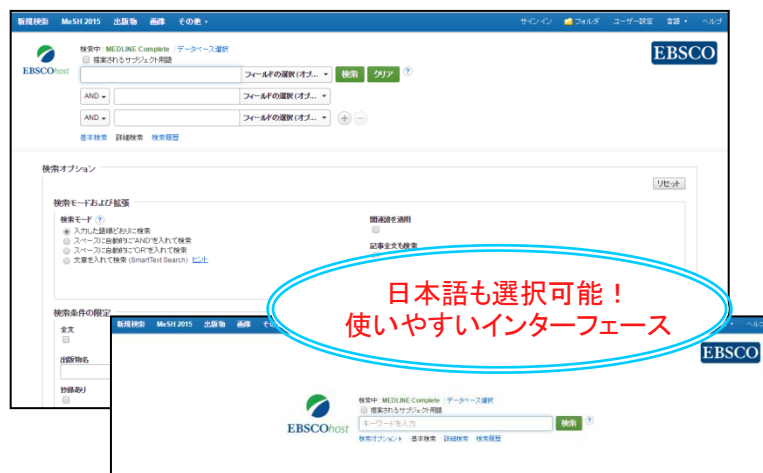 新規検索 MeSH 2015 出版物 画像 その他
サインイン フォルダ ユーザー設定 言語 ヘルプ
検索中: MEDLINE Complete データベース選択
提案されるサブジェクト用語
EBSCOhost
フィールドの選択 (オプ... 検索 クリア ?
EBSCO
AND フィールドの選択 (オプ...
AND フィールドの選択 (オプ... + −
基本検索 詳細検索 検索履歴
検索オプション
リセット
検索モードおよび拡張
検索モード ?
入力した語順どおりに検索
スペースに自動的に"AND"を入れて検索
スペースに自動的に"OR"を入れて検索
文章を入れて検索 (SmartText Search) ヒント
関連語を適用
記事全文も検索
日本語も選択可能！
使いやすいインターフェース
検索条件の限定
全文
出版物名
抄録あり
新規検索 MeSH 2015 出版物 画像
ヘルプ
EBSCO
検索中: MEDLINE Complete データベース選択
提案されるサブジェクト用語
EBSCOhost
キーワードを入力 検索 ?
検索オプション 基本検索 詳細検索 検索履歴